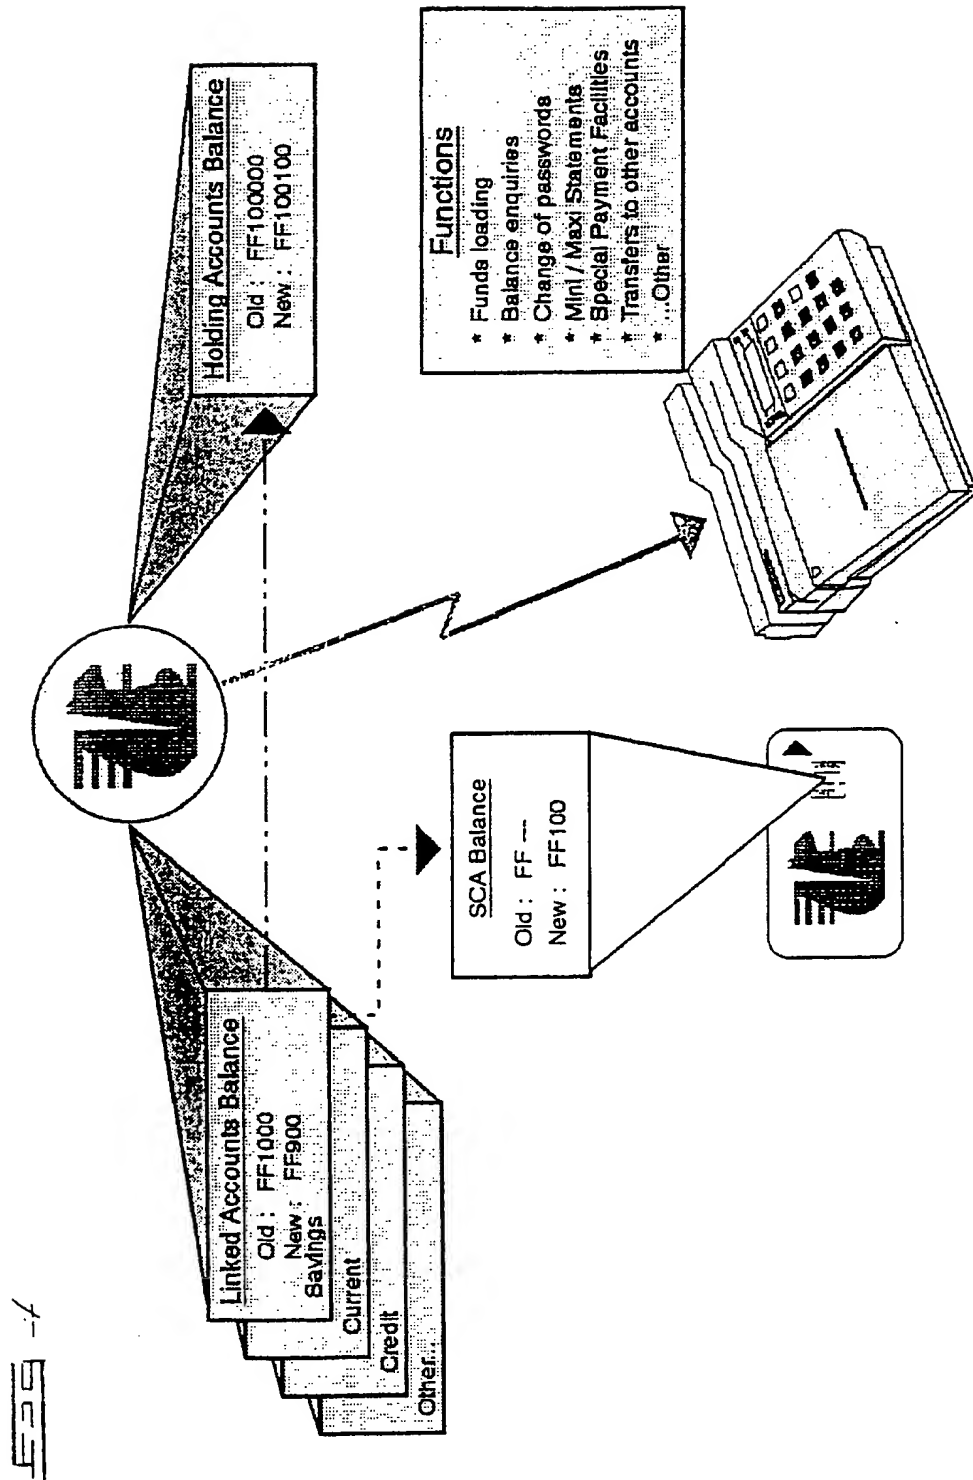 Linked Accounts Balance
Old : FF1000
New : FF900
Savings
Current
Credit
Other...
Holding Accounts Balance
Old : FF100000
New : FF100100
SCA Balance
Old : FF ---
New : FF100
Functions
* Funds loading
* Balance enquiries
* Change of passwords
* Mini / Maxi Statements
* Special Payment Facilities
* Transfers to other accounts
* ...Other